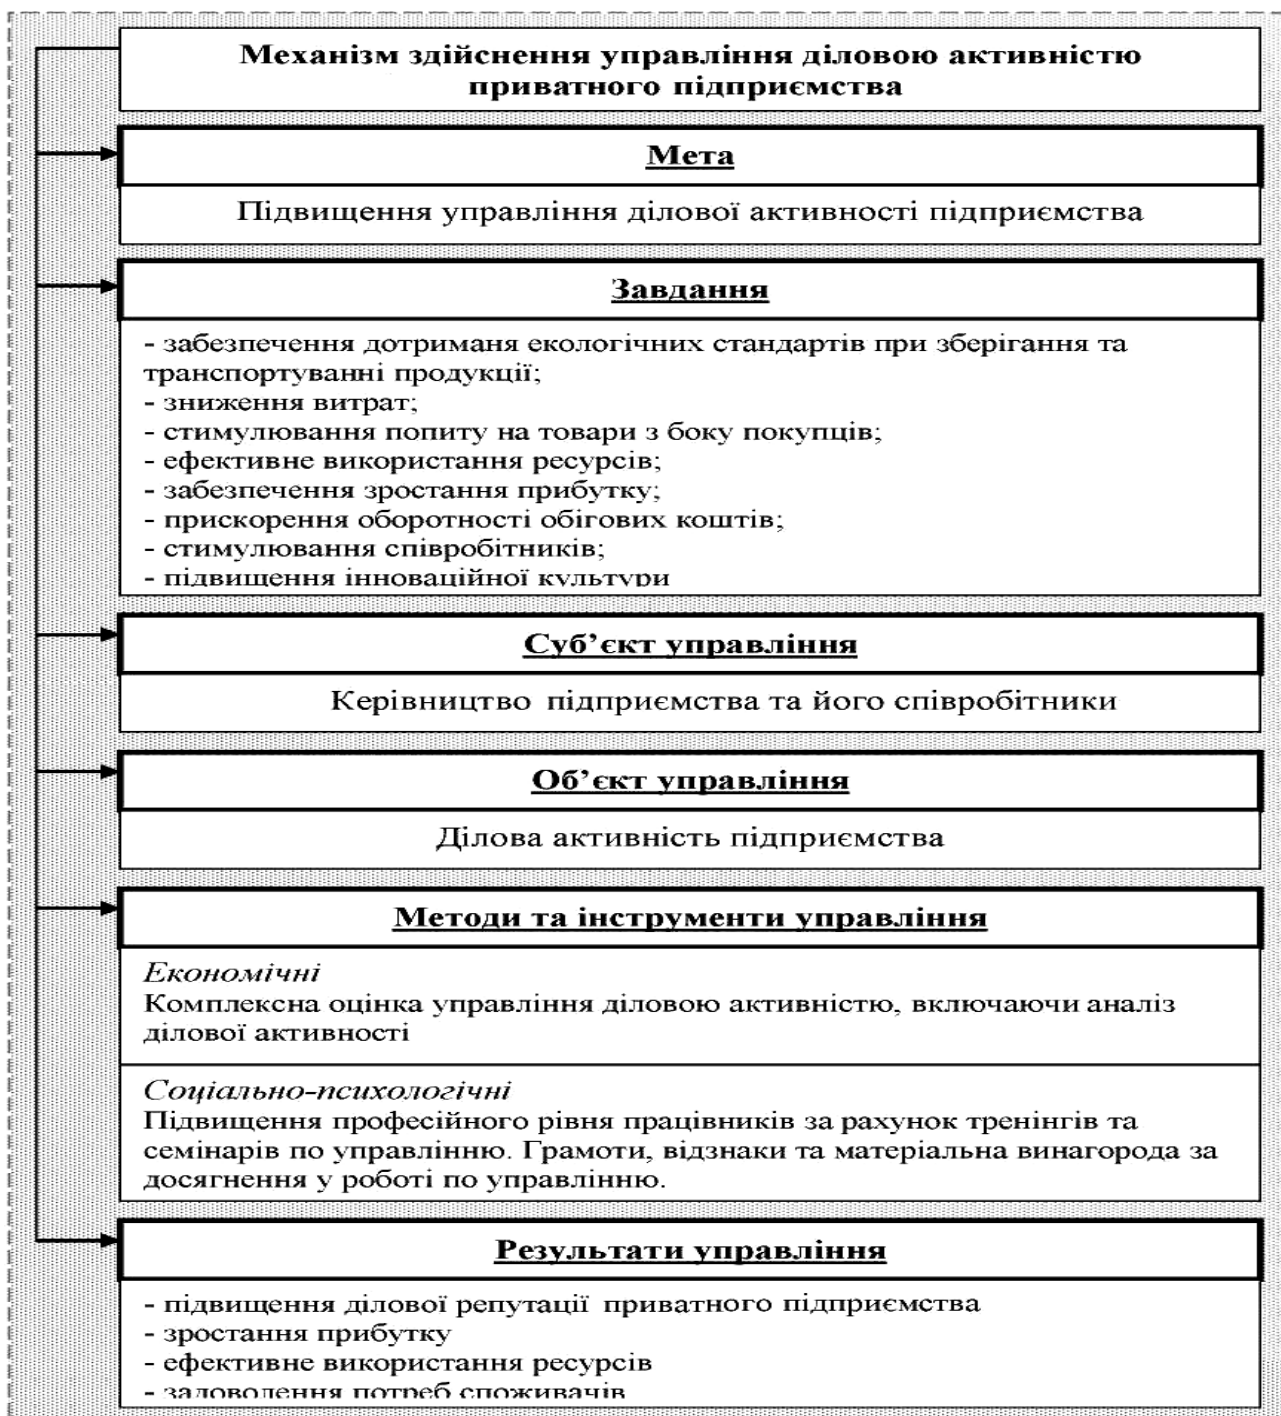 Механізм здійснення управління діловою активністю
приватного підприємства
Мета
Підвищення управління ділової активності підприємства
Завдання
- забезпечення дотриманя екологічних стандартів при зберігання та
транспортуванні продукції;
- зниження витрат;
- стимулювання попиту на товари з боку покупців;
- ефективне використання ресурсів;
- забезпечення зростання прибутку;
- прискорення оборотності обігових коштів;
- стимулювання співробітників;
- підвищення інноваційної культури
Суб’єкт управління
Керівництво підприємства та його співробітники
Об’єкт управління
Ділова активність підприємства
Методи та інструменти управління
Економічні
Комплексна оцінка управління діловою активністю, включаючи аналіз
ділової активності
Соціально-психологічні
Підвищення професійного рівня працівників за рахунок тренінгів та
семінарів по управлінню. Грамоти, відзнаки та матеріальна винагорода за
досягнення у роботі по управлінню.
Результати управління
- підвищення ділової репутації приватного підприємства
- зростання прибутку
- ефективне використання ресурсів
- задоволення потреб споживачів